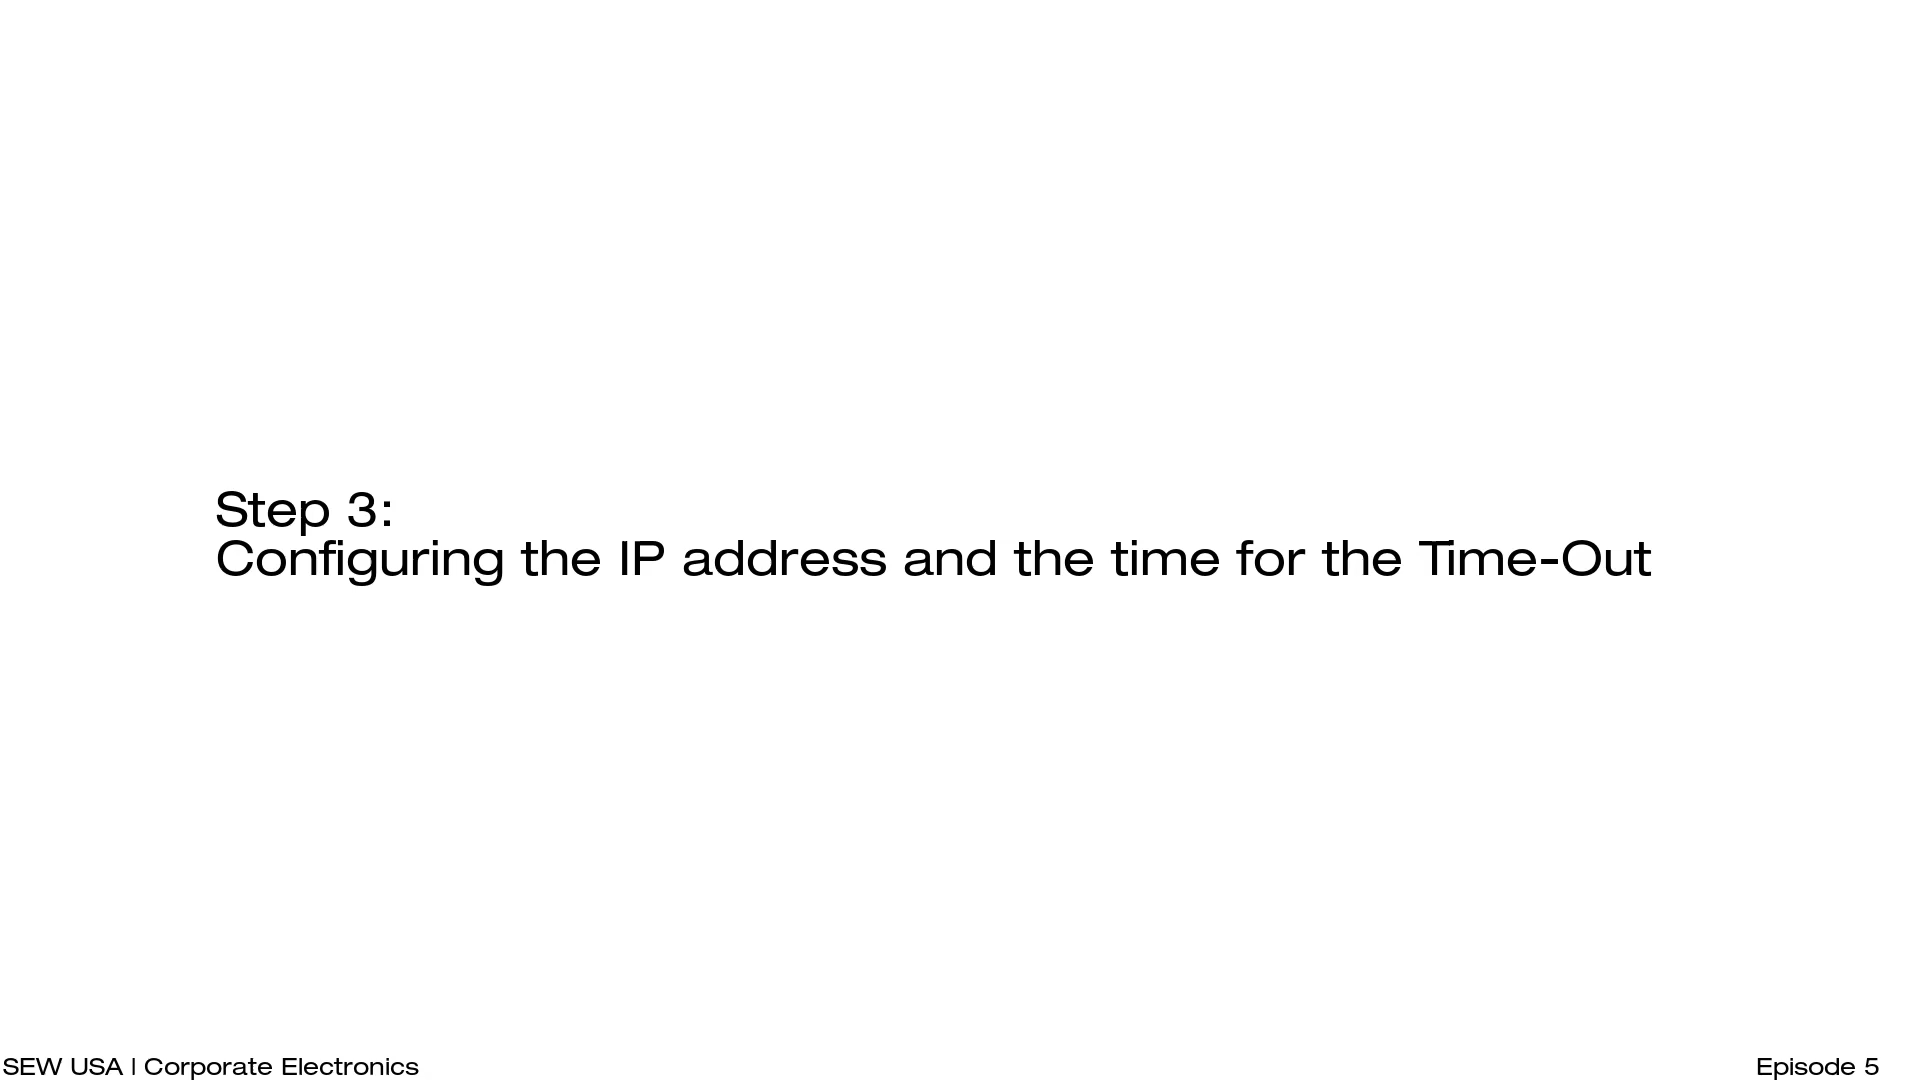 Step 3:
Configuring the IP address and the time for the Time-Out
SEW USA | Corporate Electronics
Episode 5